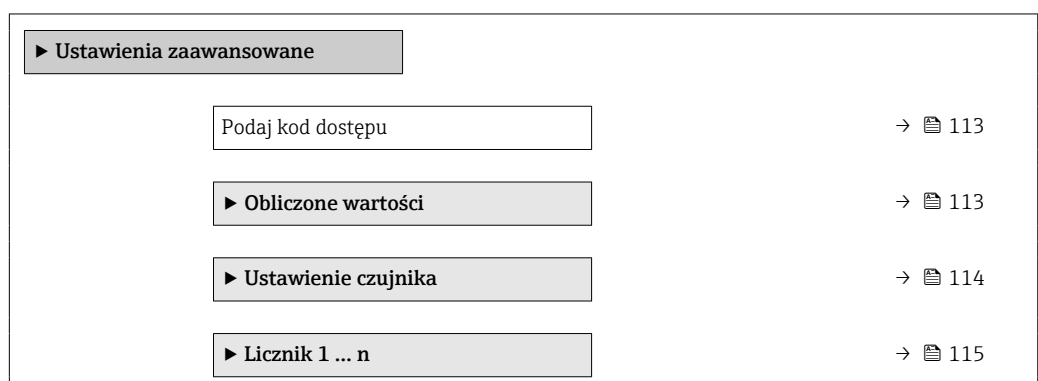 ▶ Ustawienia zaawansowane
Podaj kod dostępu → 🖹 113
▶ Obliczone wartości → 🖹 113
▶ Ustawienie czujnika → 🖹 114
▶ Licznik 1 … n → 🖹 115